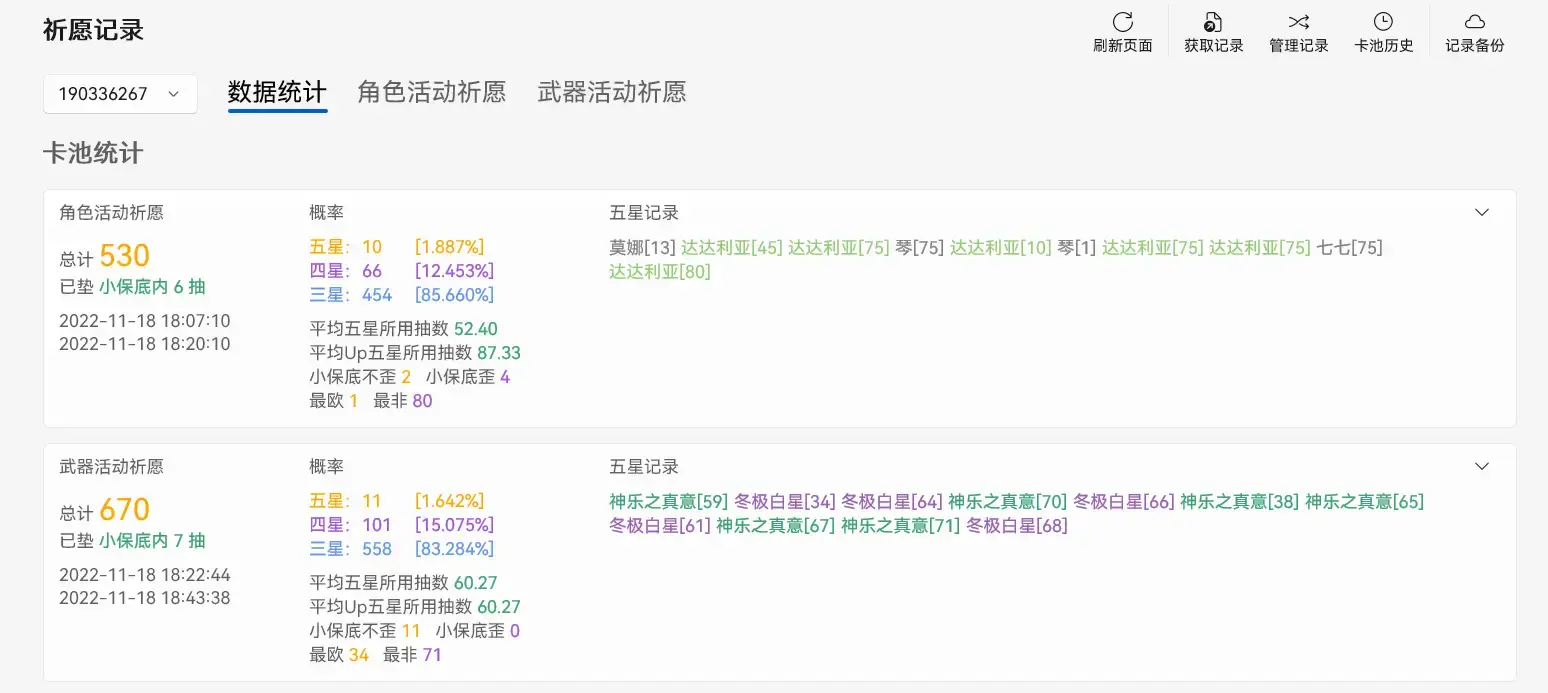 祈愿记录
刷新页面 获取记录 管理记录 卡池历史 记录备份
190336267 数据统计 角色活动祈愿 武器活动祈愿
卡池统计
角色活动祈愿
总计 530
已垫 小保底内 6 抽
2022-11-18 18:07:10
2022-11-18 18:20:10
概率
五星: 10 [1.887%]
四星: 66 [12.453%]
三星: 454 [85.660%]
平均五星所用抽数 52.40
平均Up五星所用抽数 87.33
小保底不歪 2 小保底歪 4
最欧 1 最非 80
五星记录
莫娜[13] 达达利亚[45] 达达利亚[75] 琴[75] 达达利亚[10] 琴[1] 达达利亚[75] 达达利亚[75] 七七[75]
达达利亚[80]
武器活动祈愿
总计 670
已垫 小保底内 7 抽
2022-11-18 18:22:44
2022-11-18 18:43:38
概率
五星: 11 [1.642%]
四星: 101 [15.075%]
三星: 558 [83.284%]
平均五星所用抽数 60.27
平均Up五星所用抽数 60.27
小保底不歪 11 小保底歪 0
最欧 34 最非 71
五星记录
神乐之真意[59] 冬极白星[34] 冬极白星[64] 神乐之真意[70] 冬极白星[66] 神乐之真意[38] 神乐之真意[65]
冬极白星[61] 神乐之真意[67] 神乐之真意[71] 冬极白星[68]